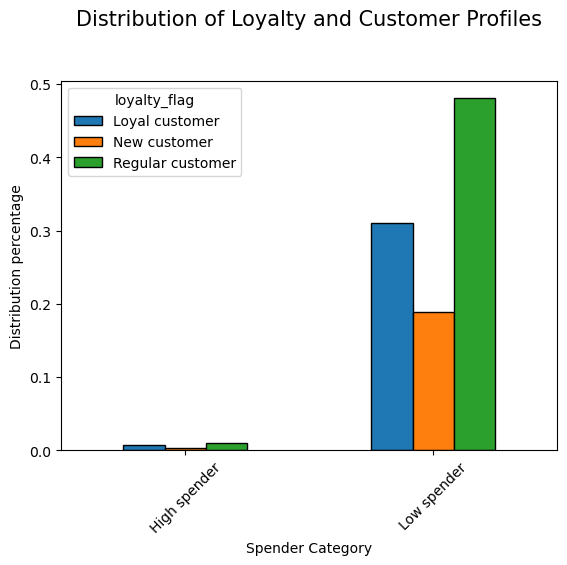 Distribution of Loyalty and Customer Profiles
0.5
0.4
0.3
0.2
0.1
0.0
Distribution percentage
loyalty_flag
Loyal customer
New customer
Regular customer
High spender
Low spender
Spender Category